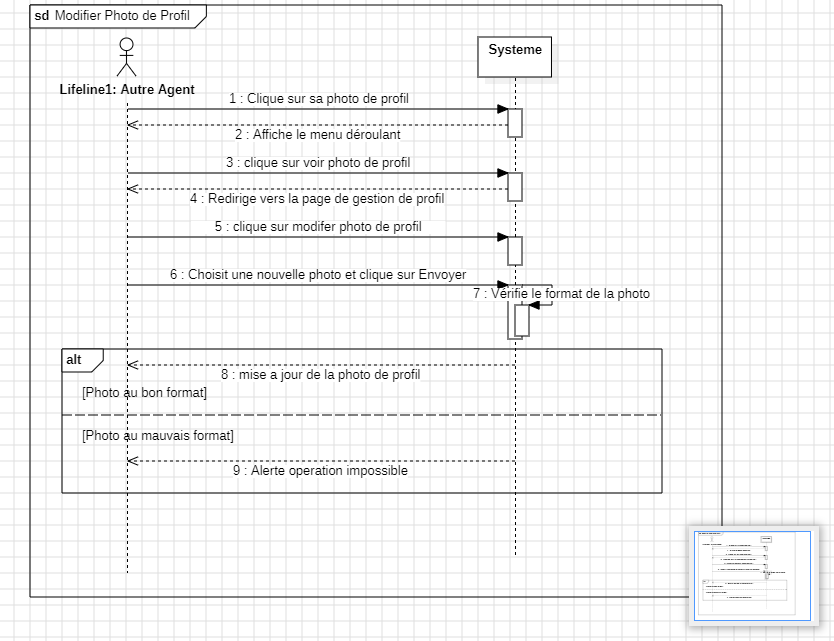 sd Modifier Photo de Profil
Systeme
Lifeline1: Autre Agent
1 : Clique sur sa photo de profil
2 : Affiche le menu déroulant
3 : clique sur voir photo de profil
4 : Redirige vers la page de gestion de profil
5 : clique sur modifer photo de profil
6 : Choisit une nouvelle photo et clique sur Envoyer
7 : Vérifie le format de la photo
alt
8 : mise a jour de la photo de profil
[Photo au bon format]
[Photo au mauvais format]
9 : Alerte operation impossible